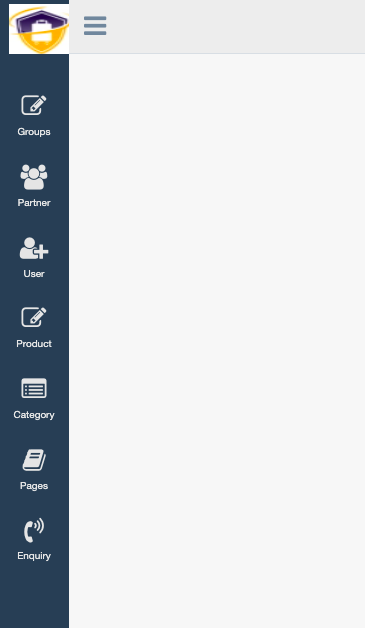 Groups
Partner
User
Product
Category
Pages
Enquiry